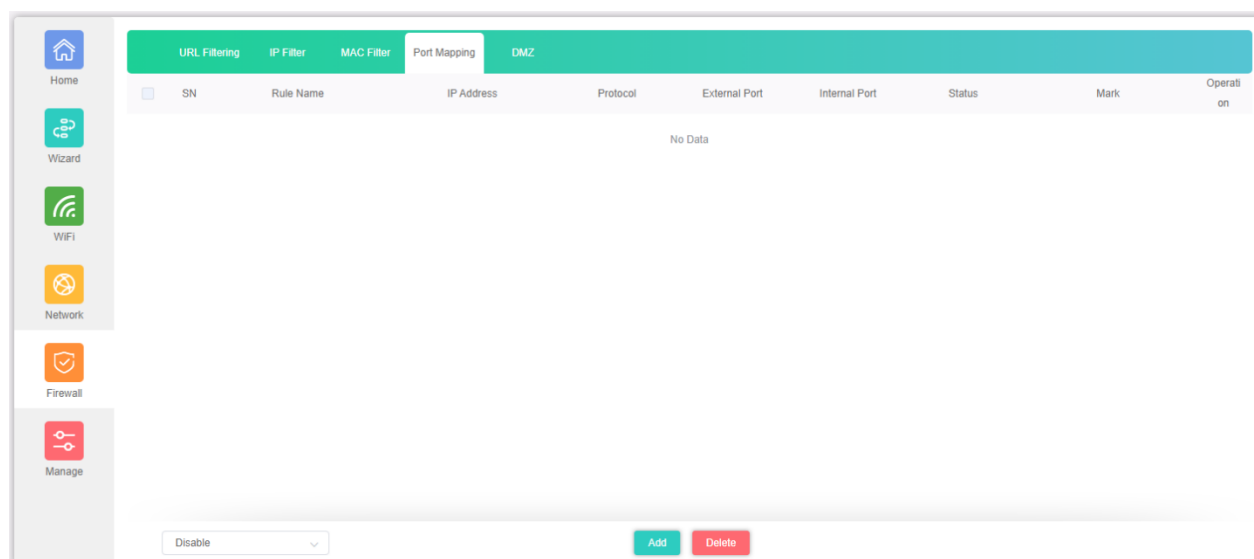 Home
Wizard
WiFi
Network
Firewall
Manage
URL Filtering IP Filter MAC Filter Port Mapping DMZ
SN Rule Name IP Address Protocol External Port Internal Port Status Mark Operati
on
No Data
Disable Add Delete